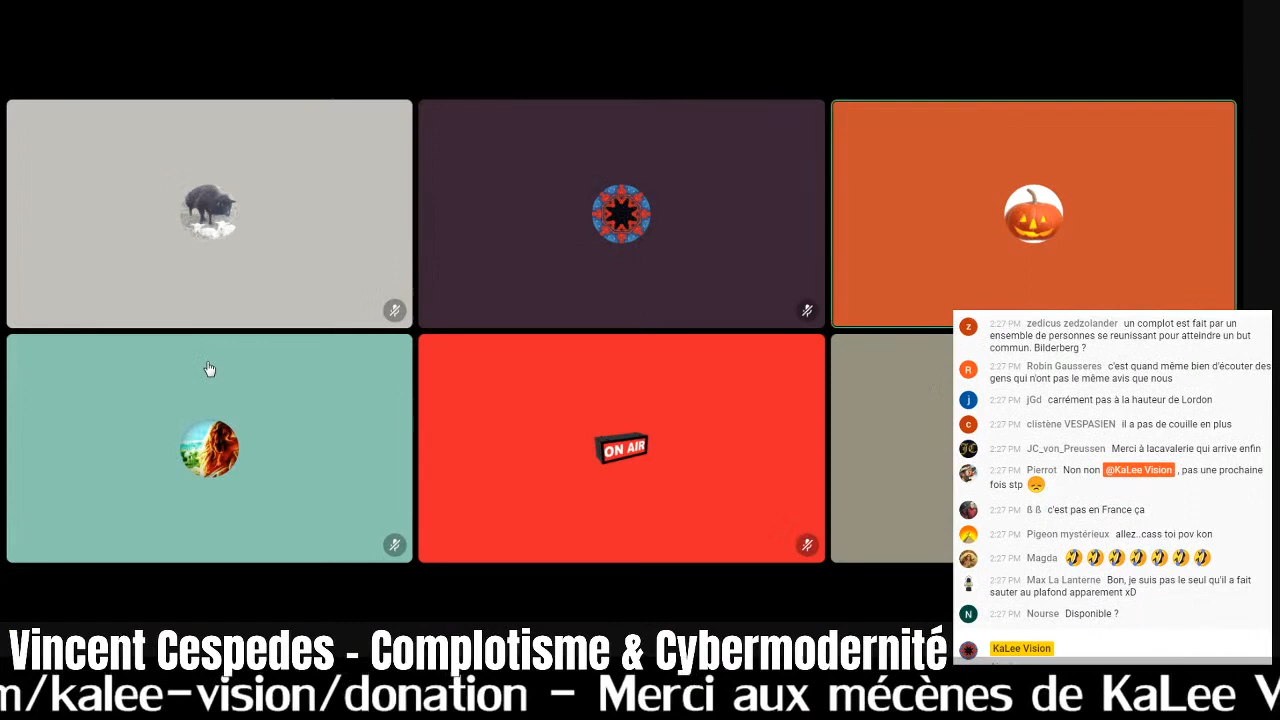 ON AIR
2:27 PM zedicus zedzolander un complot est fait par un
ensemble de personnes se reunissant pour atteindre un but
commun. Bilderberg ?
2:27 PM Robin Gausseres c'est quand même bien d'écouter des
gens qui n'ont pas le même avis que nous
2:27 PM jGd carrément pas à la hauteur de Lordon
2:27 PM clistène VESPASIEN il a pas de couille en plus
2:27 PM JC_von_Preussen Merci à lacavalerie qui arrive enfin
2:27 PM Pierrot Non non @KaLee Vision , pas une prochaine
fois stp 😞
2:27 PM ß ß c'est pas en France ça
2:27 PM Pigeon mystérieux allez..cass toi pov kon
2:27 PM Magda 🤣🤣🤣🤣🤣🤣🤣
2:27 PM Max La Lanterne Bon, je suis pas le seul qu'il a fait
sauter au plafond apparement xD
2:27 PM Nourse Disponible ?
KaLee Vision
Vincent Cespedes - Complotisme & Cybermodernité
m/kalee-vision/donation - Merci aux mécènes de KaLee V